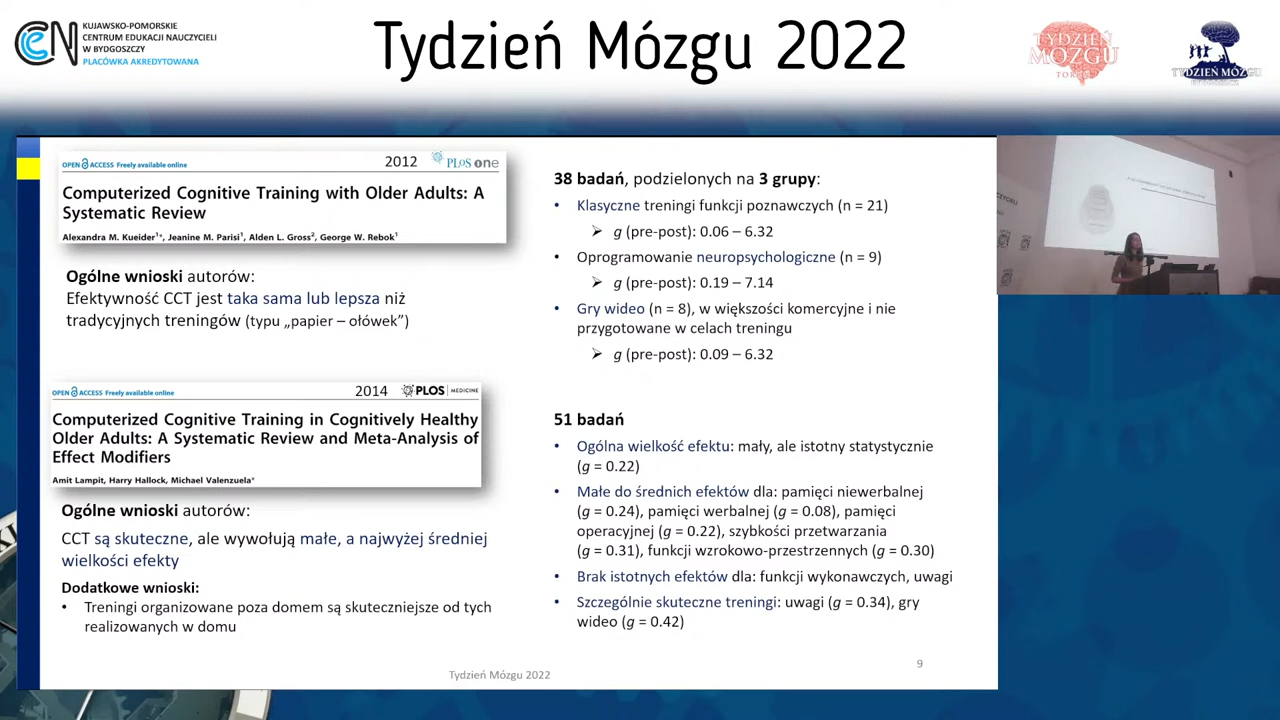 KUJAWSKO-POMORSKIE
CENTRUM EDUKACJI NAUCZYCIELI
W BYDGOSZCZY
PLACÓWKA AKREDYTOWANA
Tydzień Mózgu 2022
TYDZIEŃ
MÓZGU
TORUŃ
TYDZIEŃ MÓZGU
OPEN ACCESS Freely available online
2012
PLoS one
Computerized Cognitive Training with Older Adults: A
Systematic Review
Alexandra M. Kueider¹*, Jeanine M. Parisi¹, Alden L. Gross², George W. Rebok¹
Ogólne wnioski autorów:
Efektywność CCT jest taka sama lub lepsza niż
tradycyjnych treningów (typu „papier – ołówek”)
38 badań, podzielonych na 3 grupy:
• Klasyczne treningi funkcji poznawczych (n = 21)
➢ g (pre-post): 0.06 – 6.32
• Oprogramowanie neuropsychologiczne (n = 9)
➢ g (pre-post): 0.19 – 7.14
• Gry wideo (n = 8), w większości komercyjne i nie
przygotowane w celach treningu
➢ g (pre-post): 0.09 – 6.32
OPEN ACCESS Freely available online
2014
PLOS MEDICINE
Computerized Cognitive Training in Cognitively Healthy
Older Adults: A Systematic Review and Meta-Analysis of
Effect Modifiers
Amit Lampit, Harry Hallock, Michael Valenzuela*
Ogólne wnioski autorów:
CCT są skuteczne, ale wywołują małe, a najwyżej średniej
wielkości efekty
Dodatkowe wnioski:
• Treningi organizowane poza domem są skuteczniejsze od tych
realizowanych w domu
51 badań
• Ogólna wielkość efektu: mały, ale istotny statystycznie
(g = 0.22)
• Małe do średnich efektów dla: pamięci niewerbalnej
(g = 0.24), pamięci werbalnej (g = 0.08), pamięci
operacyjnej (g = 0.22), szybkości przetwarzania
(g = 0.31), funkcji wzrokowo-przestrzennych (g = 0.30)
• Brak istotnych efektów dla: funkcji wykonawczych, uwagi
• Szczególnie skuteczne treningi: uwagi (g = 0.34), gry
wideo (g = 0.42)
Tydzień Mózgu 2022
9